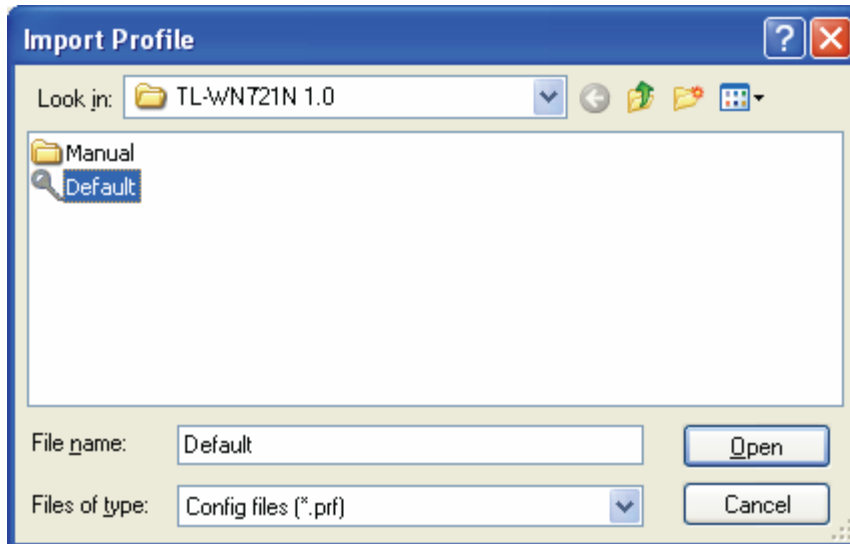 Import Profile
Look in: TL-WN721N 1.0
Manual
Default
File name: Default Open
Files of type: Config files (*.prf) Cancel